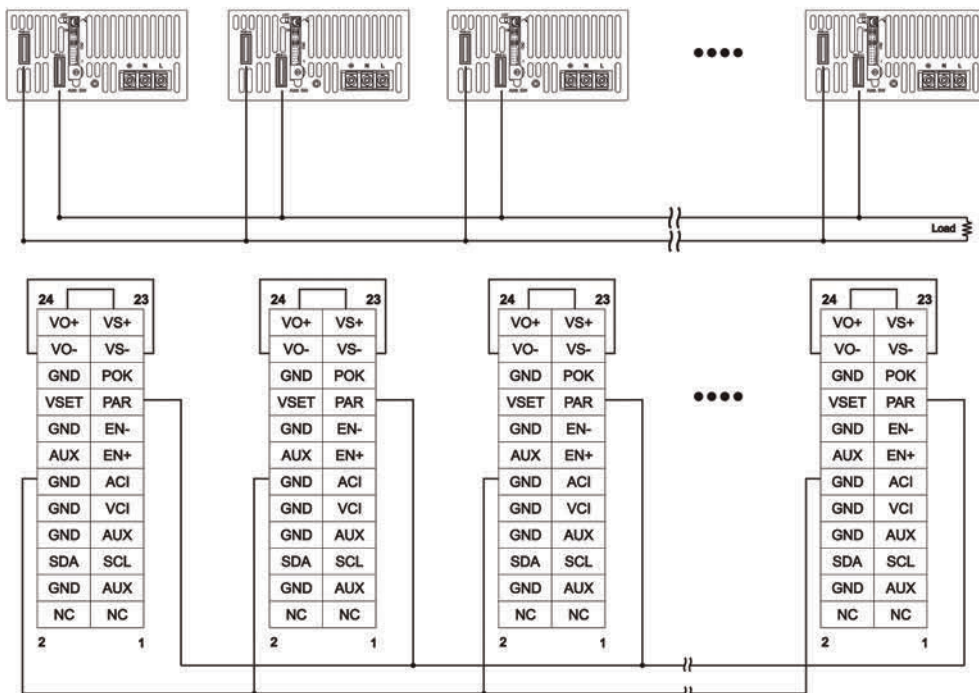 N L
N L
N L
N L
Load
24 23 24 23 24 23 24 23
VO+ VS+ VO+ VS+ VO+ VS+ VO+ VS+
VO- VS- VO- VS- VO- VS- VO- VS-
GND POK GND POK GND POK GND POK
VSET PAR VSET PAR VSET PAR VSET PAR
GND EN- GND EN- GND EN- GND EN-
AUX EN+ AUX EN+ AUX EN+ AUX EN+
GND ACI GND ACI GND ACI GND ACI
GND VCI GND VCI GND VCI GND VCI
GND AUX GND AUX GND AUX GND AUX
SDA SCL SDA SCL SDA SCL SDA SCL
GND AUX GND AUX GND AUX GND AUX
NC NC NC NC NC NC NC NC
2 1 2 1 2 1 2 1